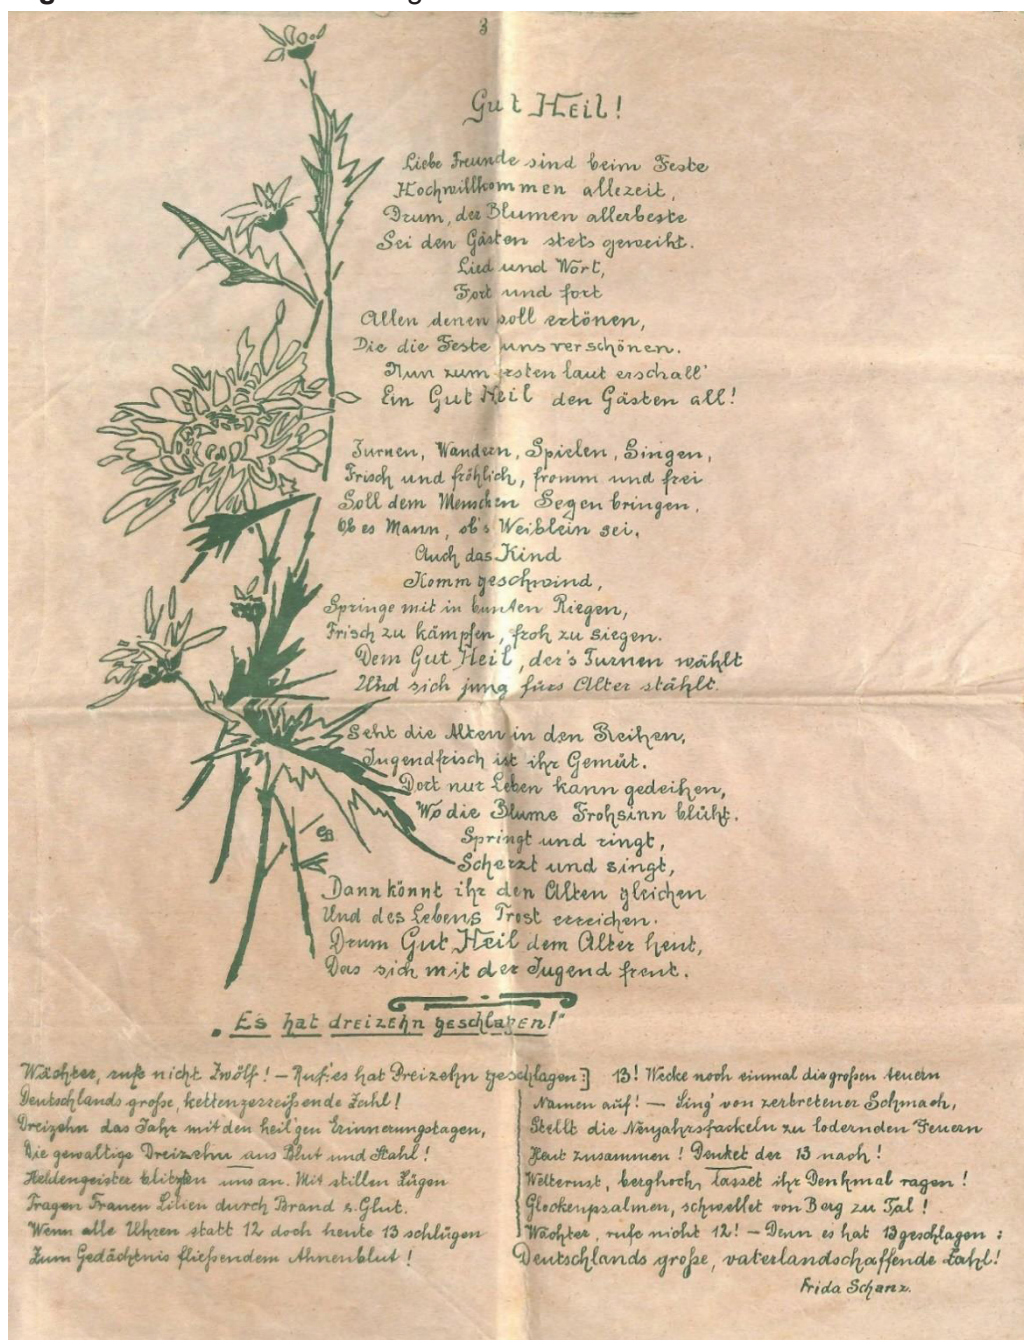 3
Gut Heil!
Liebe Freunde sind beim Feste
Hochwillkommen allezeit,
Drum, der Blumen allerbeste
Sei den Gästen stets geweiht.
Lied und Wort,
Fort und fort
Allen denen soll ertönen,
Die die Feste uns verschönen.
Nun zum ersten laut erschall'
Ein Gut Heil den Gästen all!
Turnen, Wandern, Spielen, Singen,
Frisch und fröhlich, fromm und frei
Soll dem Menschen Segen bringen,
Ob es Mann, ob's Weiblein sei,
Auch das Kind
Komm geschwind,
Springe mit in bunten Riegen,
Frisch zu kämpfen, froh zu siegen.
Dem Gut Heil, der's Turnen wählt
Und sich jung fürs Alter stählt.
Seht die Alten in den Reihen,
Jugendfrisch ist ihr Gemüt.
Dort nur Leben kann gedeihen,
Wo die Blume Frohsinn blüht.
Springt und ringt,
Scherzt und singt,
Dann könnt ihr den Alten gleichen
Und des Lebens Trost erreichen.
Drum Gut Heil dem Alter heut,
Das sich mit der Jugend freut.
„Es hat dreizehn geschlagen!"
Wächter, rufe nicht Zwölf! – Ruf: es hat Dreizehn geschlagen:
Deutschlands große, kettenzerreißende Zahl!
Dreizehn das Jahr mit den heil'gen Erinnerungstagen,
Die gewaltige Dreizehn aus Blut und Stahl!
Heldengeister blitzen uns an. Mit stillen Zügen
Fragen Frauen Lilien durch Brand u. Glut.
Wenn alle Uhren statt 12 doch heute 13 schlügen
Zum Gedächtnis fließendem Ahnenblut!
13! Wecke noch einmal die großen teuern
Namen auf! – Sing' von zertretener Schmach,
Stellt die Neujahrsfackeln zu lodernden Feuern
Heut zusammen! Denket der 13 nach!
Welternst, berghoch, lasset ihr Denkmal ragen!
Glockenpsalmen, schwellet von Berg zu Tal!
Wächter, rufe nicht 12! – Denn es hat 13 geschlagen:
Deutschlands große, vaterlandschaffende Zahl!
Frida Schanz.